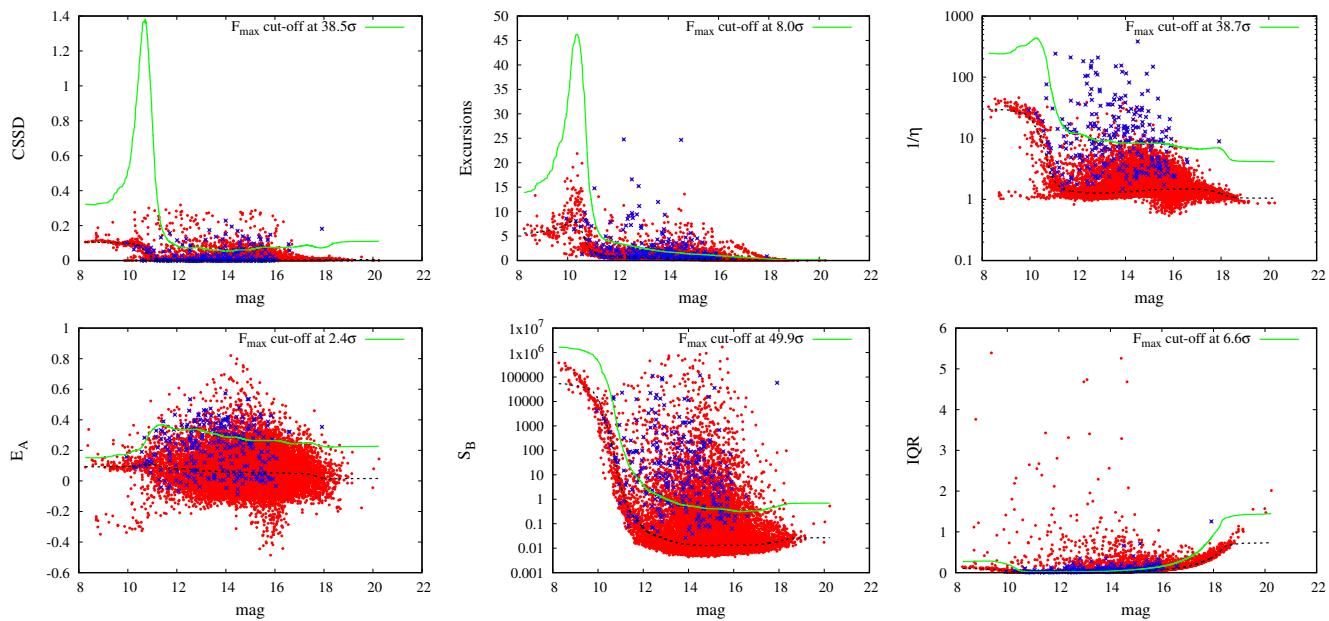 F_max cut-off at 38.5σ
1.4
1.2
1
0.8
0.6
0.4
0.2
0
CSSD
8 10 12 14 16 18 20 22
mag
F_max cut-off at 8.0σ
50
45
40
35
30
25
20
15
10
5
0
Excursions
8 10 12 14 16 18 20 22
mag
F_max cut-off at 38.7σ
1000
100
10
1
0.1
1/η
8 10 12 14 16 18 20 22
mag
F_max cut-off at 2.4σ
1
0.8
0.6
0.4
0.2
0
-0.2
-0.4
-0.6
E_A
8 10 12 14 16 18 20 22
mag
F_max cut-off at 49.9σ
1x10^7
1x10^6
100000
10000
1000
100
10
1
0.1
0.01
0.001
S_B
8 10 12 14 16 18 20 22
mag
F_max cut-off at 6.6σ
6
5
4
3
2
1
0
IQR
8 10 12 14 16 18 20 22
mag